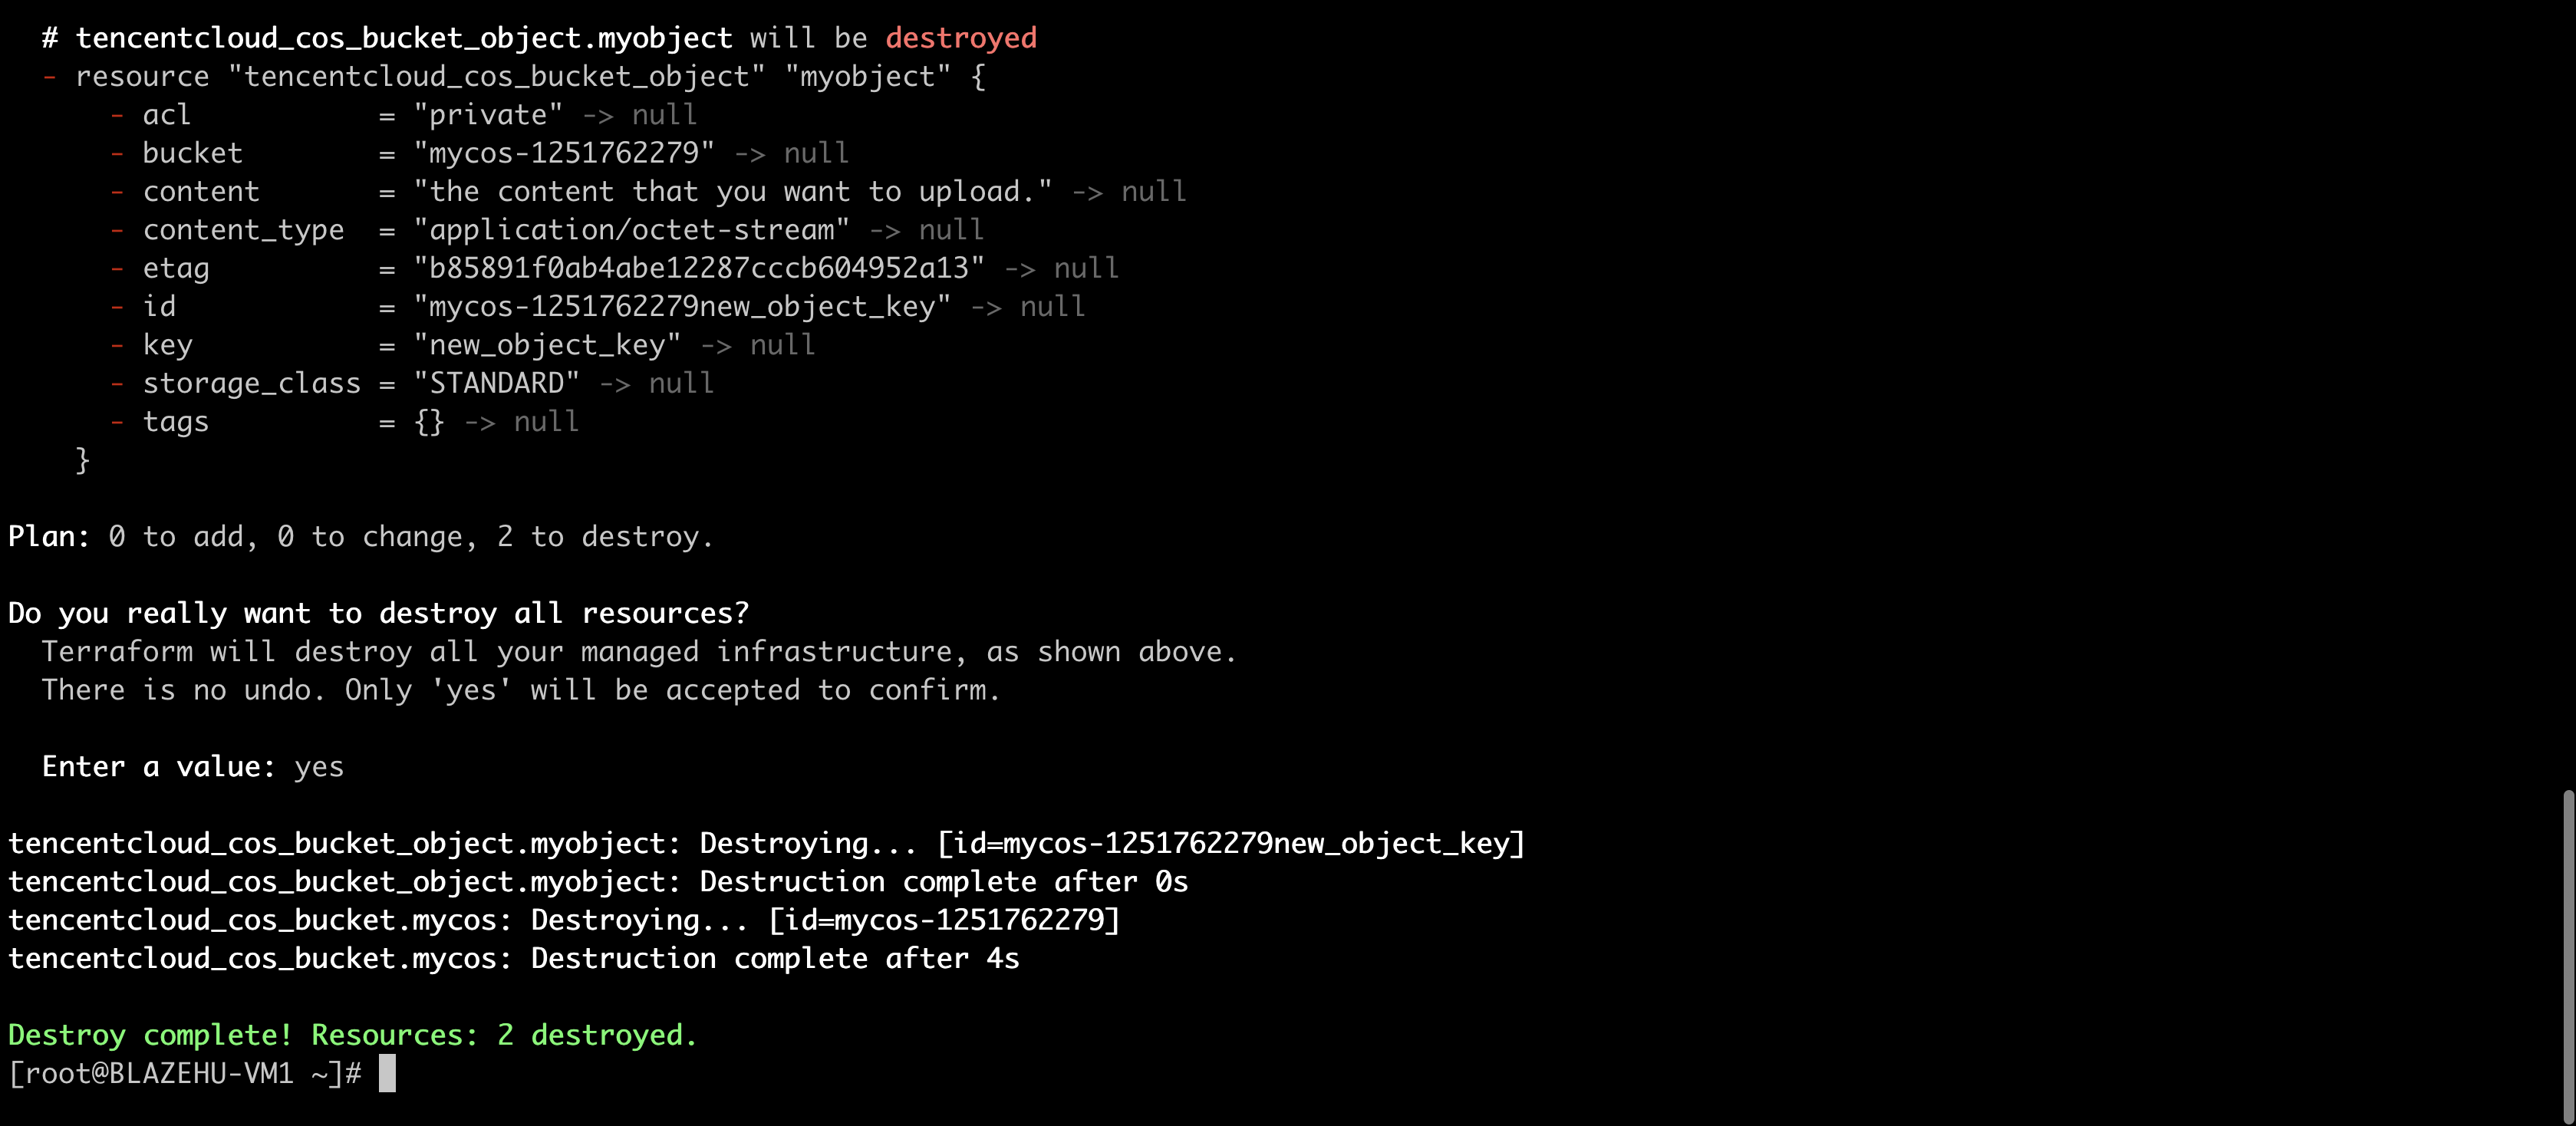 # tencentcloud_cos_bucket_object.myobject will be destroyed
- resource "tencentcloud_cos_bucket_object" "myobject" {
- acl = "private" -> null
- bucket = "mycos-1251762279" -> null
- content = "the content that you want to upload." -> null
- content_type = "application/octet-stream" -> null
- etag = "b85891f0ab4abe12287cccb604952a13" -> null
- id = "mycos-1251762279new_object_key" -> null
- key = "new_object_key" -> null
- storage_class = "STANDARD" -> null
- tags = {} -> null
}
Plan: 0 to add, 0 to change, 2 to destroy.
Do you really want to destroy all resources?
Terraform will destroy all your managed infrastructure, as shown above.
There is no undo. Only 'yes' will be accepted to confirm.
Enter a value: yes
tencentcloud_cos_bucket_object.myobject: Destroying... [id=mycos-1251762279new_object_key]
tencentcloud_cos_bucket_object.myobject: Destruction complete after 0s
tencentcloud_cos_bucket.mycos: Destroying... [id=mycos-1251762279]
tencentcloud_cos_bucket.mycos: Destruction complete after 4s
Destroy complete! Resources: 2 destroyed.
[root@BLAZEHU-VM1 ~]#